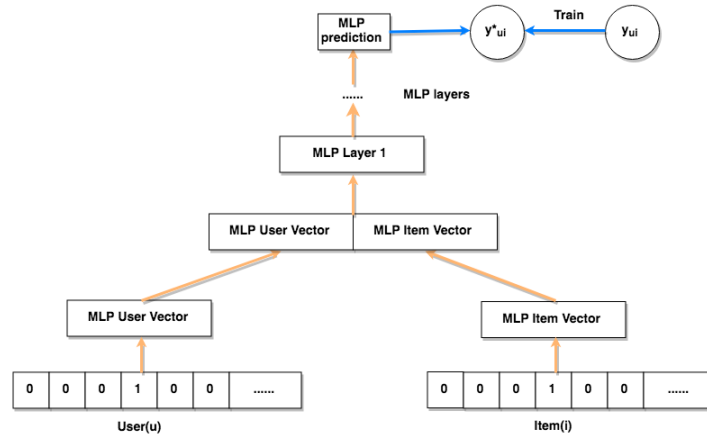 MLP
prediction
y*ui
Train
yui
......
MLP layers
MLP Layer 1
MLP User Vector
MLP Item Vector
MLP User Vector
MLP Item Vector
0 0 0 1 0 0 ......
0 0 0 1 0 0 ......
User(u)
Item(i)